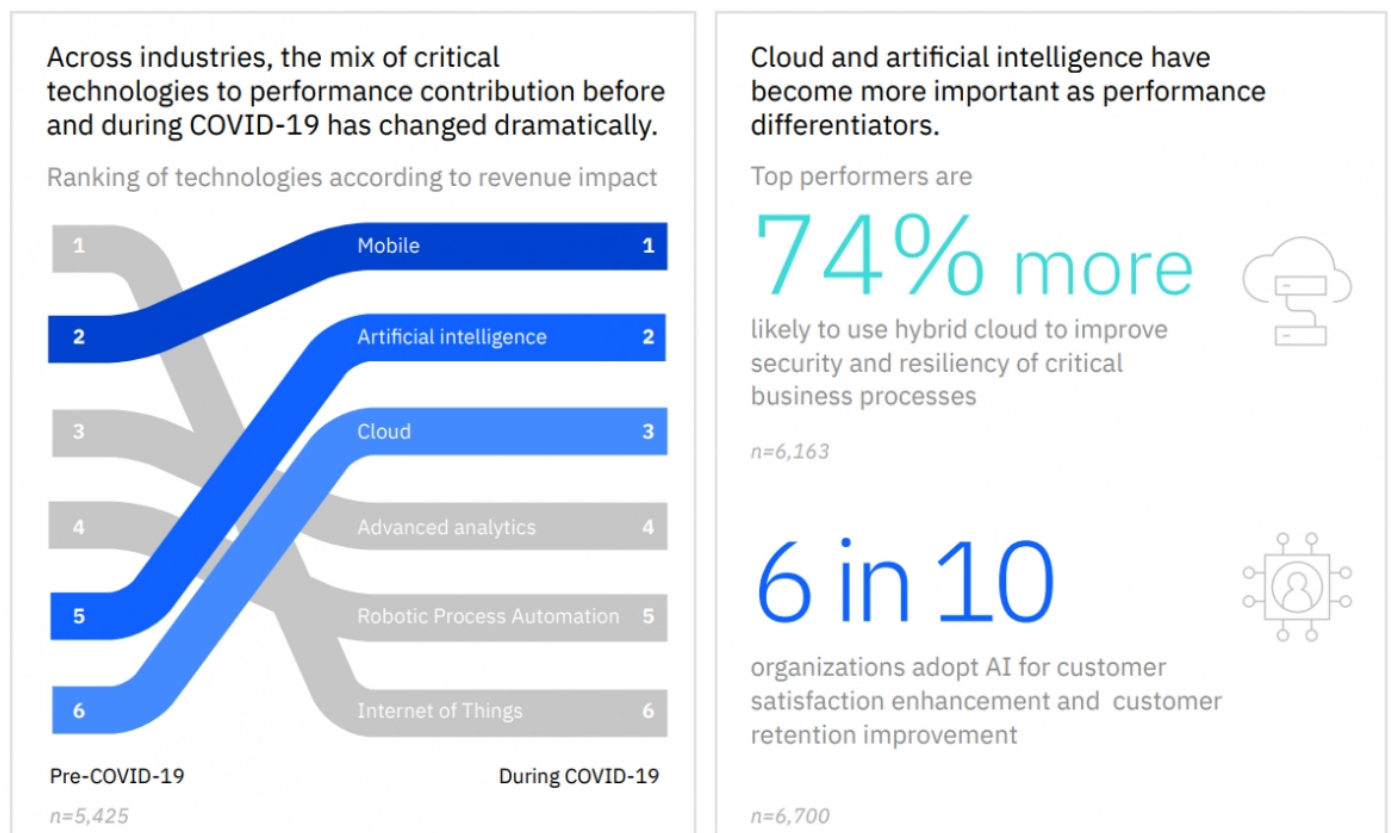 Across industries, the mix of critical
technologies to performance contribution before
and during COVID-19 has changed dramatically.
Ranking of technologies according to revenue impact
1 Mobile 1
2 Artificial intelligence 2
3 Cloud 3
4 Advanced analytics 4
5 Robotic Process Automation 5
6 Internet of Things 6
Pre-COVID-19 During COVID-19
n=5,425
Cloud and artificial intelligence have
become more important as performance
differentiators.
Top performers are
74% more
likely to use hybrid cloud to improve
security and resiliency of critical
business processes
n=6,163
6 in 10
organizations adopt AI for customer
satisfaction enhancement and customer
retention improvement
n=6,700